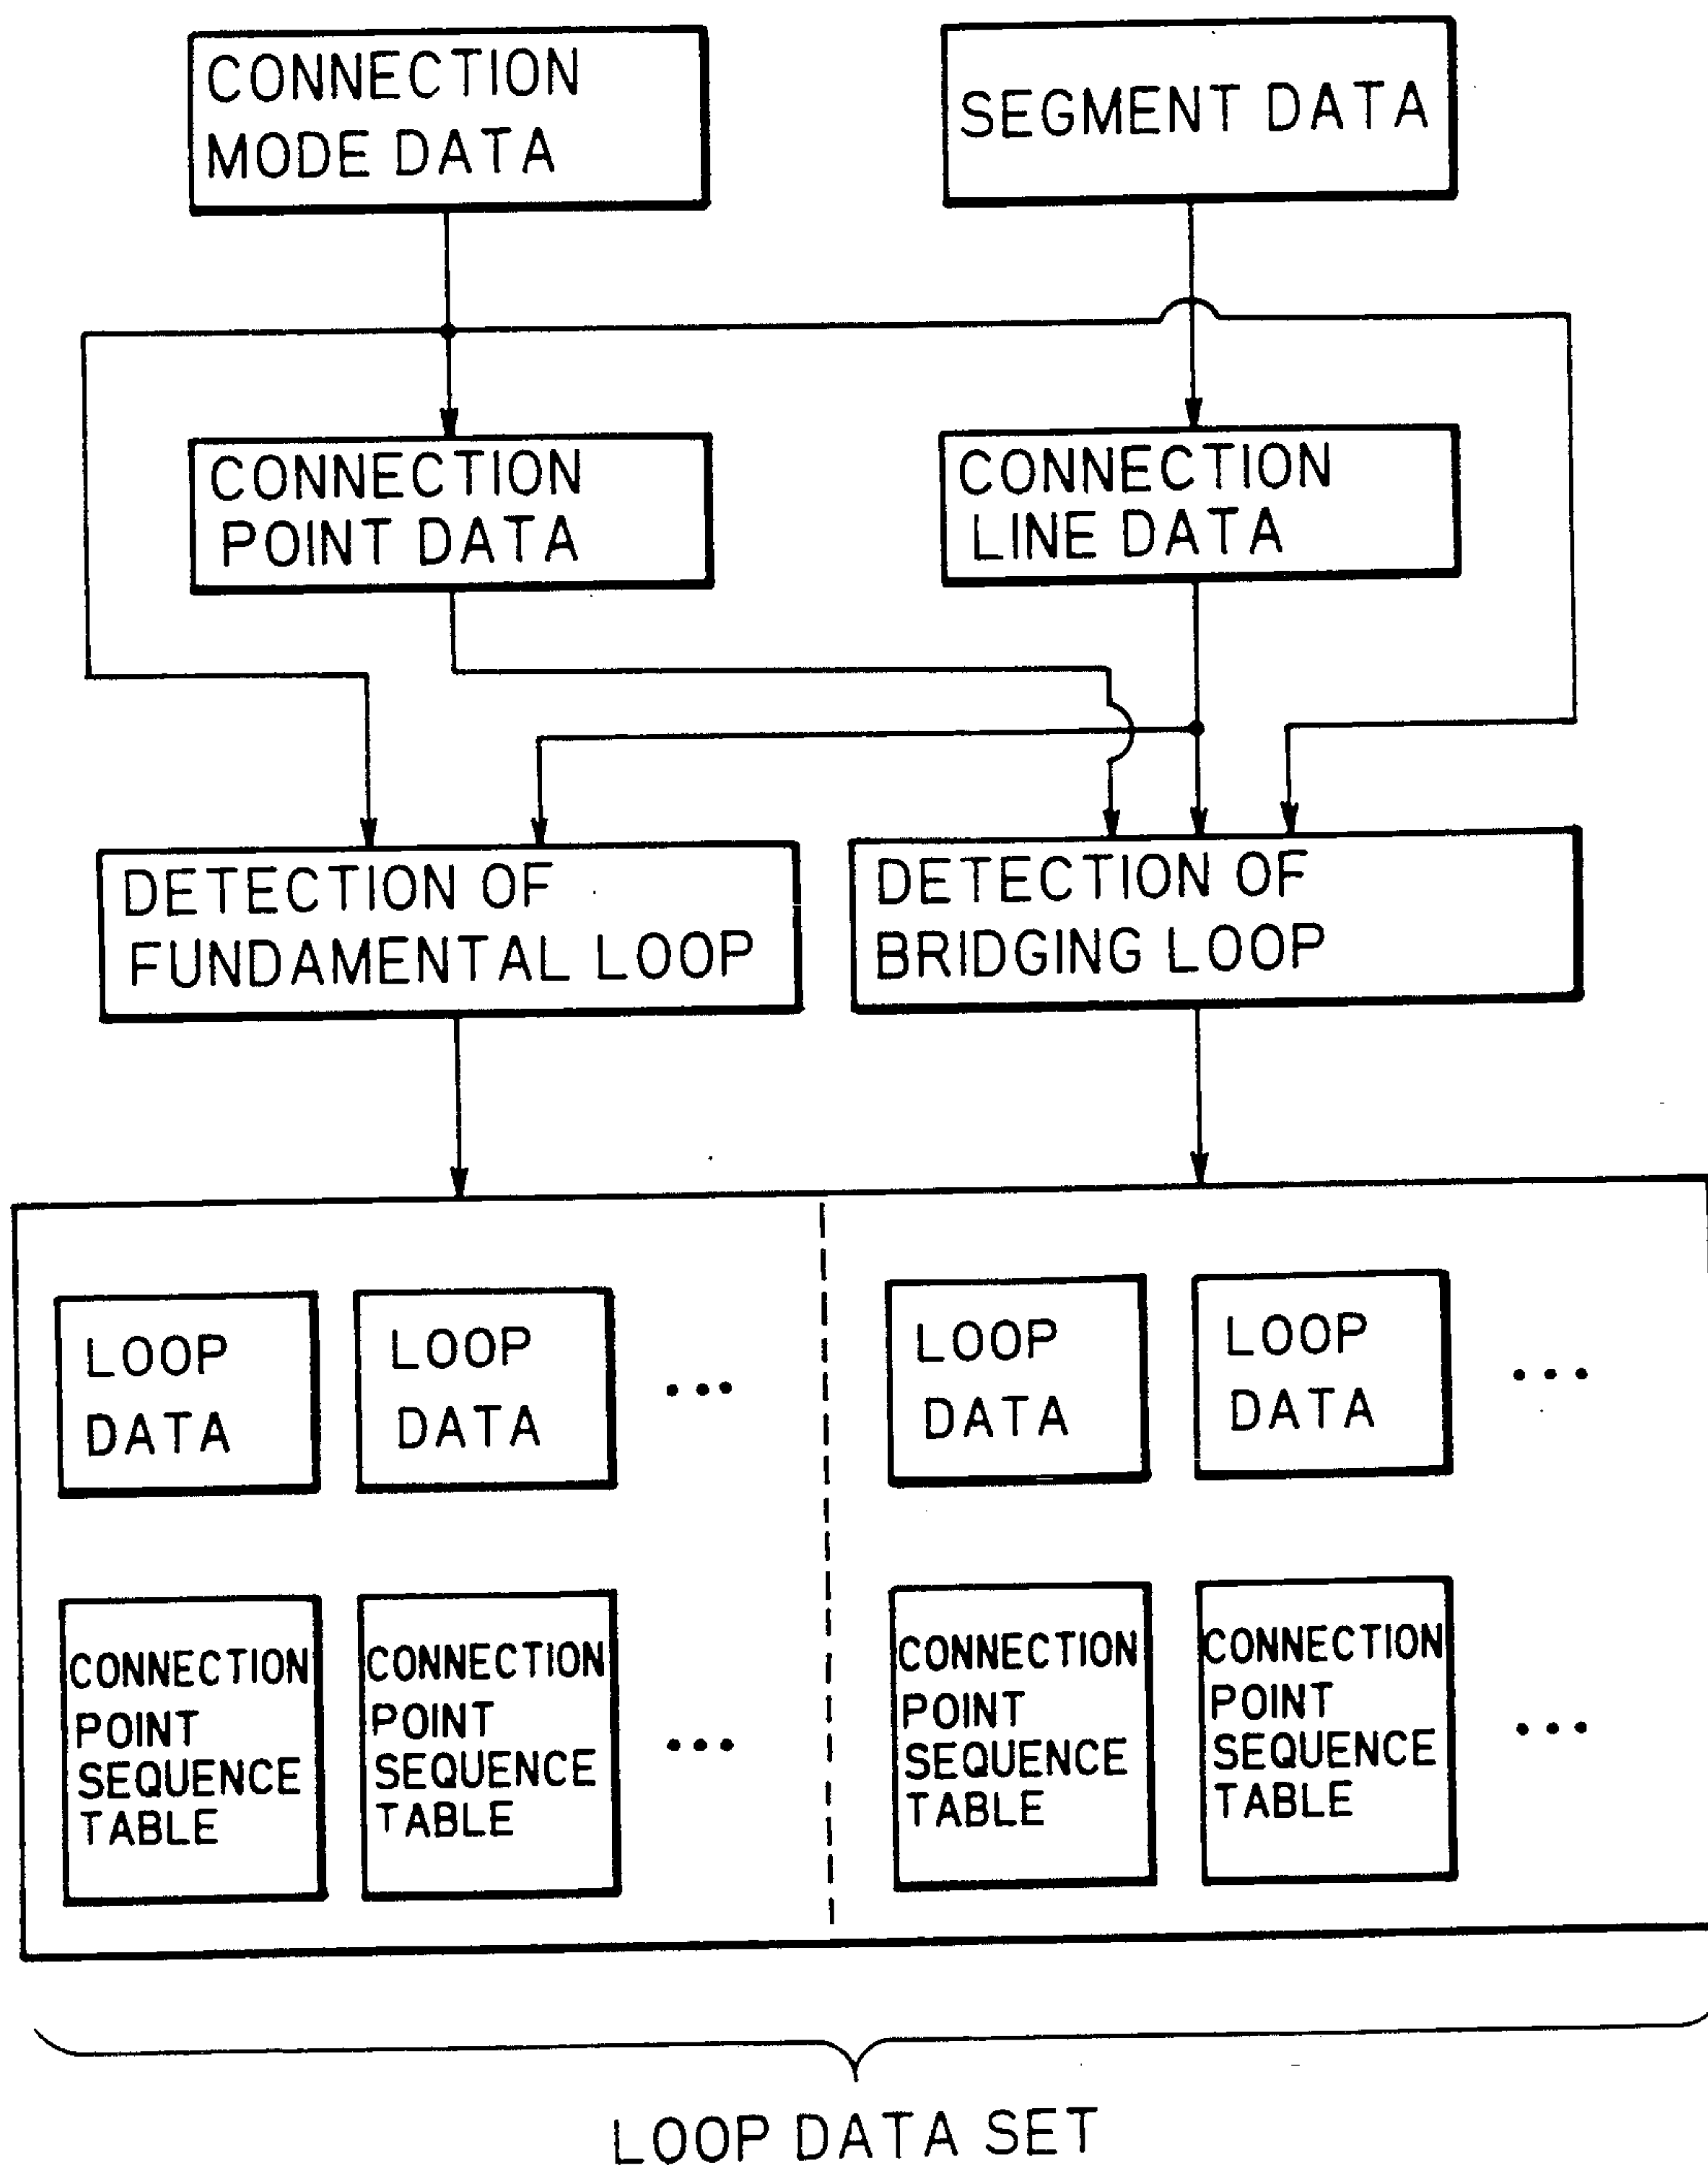 CONNECTION
MODE DATA
SEGMENT DATA
CONNECTION
POINT DATA
CONNECTION
LINE DATA
DETECTION OF
FUNDAMENTAL LOOP
DETECTION OF
BRIDGING LOOP
LOOP
DATA
LOOP
DATA
...
LOOP
DATA
LOOP
DATA
...
CONNECTION
POINT
SEQUENCE
TABLE
CONNECTION
POINT
SEQUENCE
TABLE
...
CONNECTION
POINT
SEQUENCE
TABLE
CONNECTION
POINT
SEQUENCE
TABLE
...
LOOP DATA SET